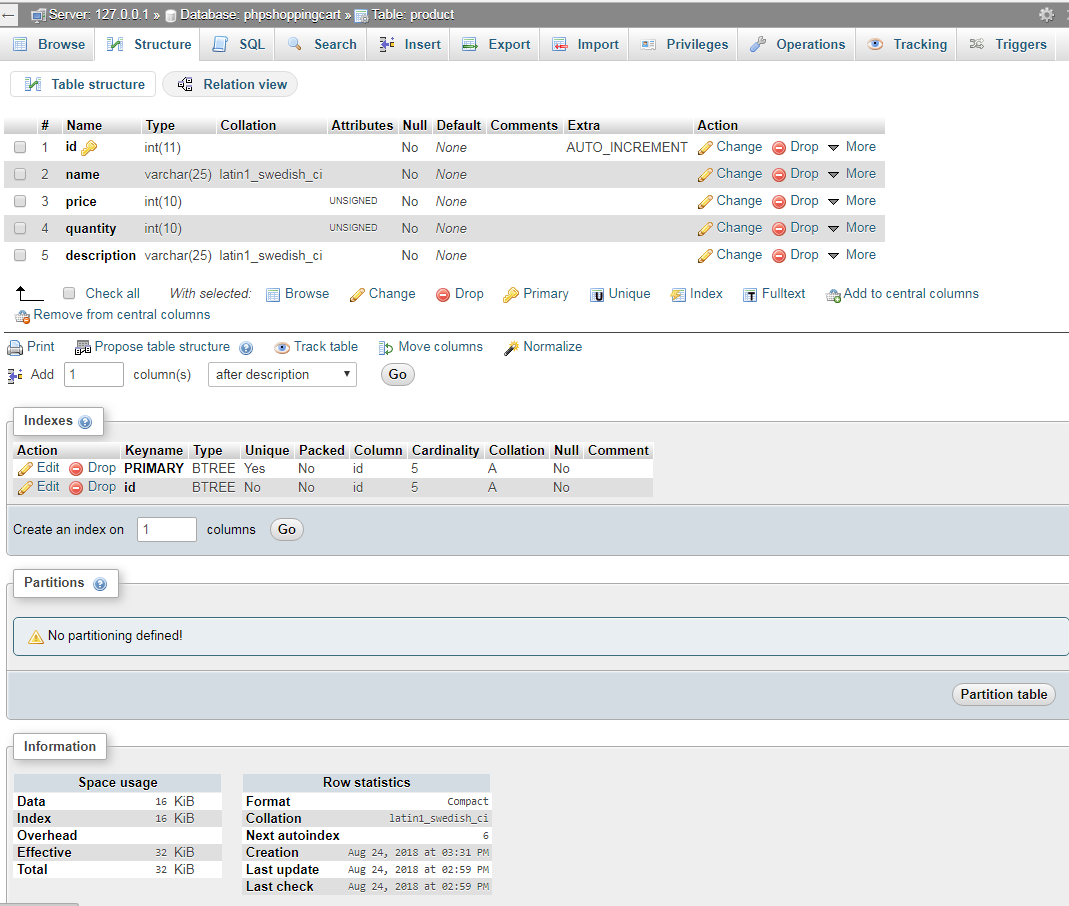 Server: 127.0.0.1 » Database: phpshoppingcart » Table: product
Browse Structure SQL Search Insert Export Import Privileges Operations Tracking Triggers
Table structure Relation view
# Name Type Collation Attributes Null Default Comments Extra Action
1 id int(11) No None AUTO_INCREMENT Change Drop More
2 name varchar(25) latin1_swedish_ci No None Change Drop More
3 price int(10) UNSIGNED No None Change Drop More
4 quantity int(10) UNSIGNED No None Change Drop More
5 description varchar(25) latin1_swedish_ci No None Change Drop More
Check all With selected: Browse Change Drop Primary Unique Index Fulltext Add to central columns
Remove from central columns
Print Propose table structure Track table Move columns Normalize
Add 1 column(s) after description Go
Indexes
Action Keyname Type Unique Packed Column Cardinality Collation Null Comment
Edit Drop PRIMARY BTREE Yes No id 5 A No
Edit Drop id BTREE No No id 5 A No
Create an index on 1 columns Go
Partitions
No partitioning defined!
Partition table
Information
Space usage
Data 16 KiB
Index 16 KiB
Overhead
Effective 32 KiB
Total 32 KiB
Row statistics
Format Compact
Collation latin1_swedish_ci
Next autoindex 6
Creation Aug 24, 2018 at 03:31 PM
Last update Aug 24, 2018 at 02:59 PM
Last check Aug 24, 2018 at 02:59 PM